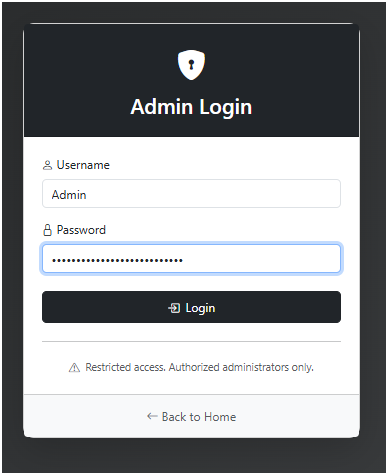 Admin Login
Username
Admin
Password
•••••••••••••••••••••••••••
Login
Restricted access. Authorized administrators only.
← Back to Home